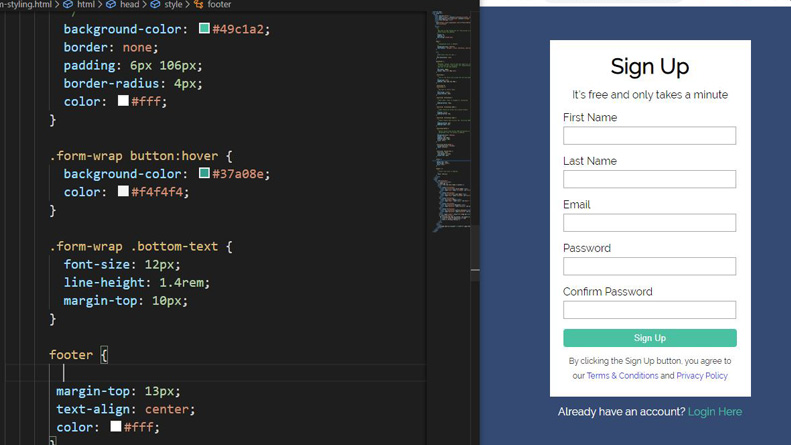 n-styling.html > html > head > style > footer
background-color: #49c1a2;
border: none;
padding: 6px 106px;
border-radius: 4px;
color: #fff;
}
.form-wrap button:hover {
background-color: #37a08e;
color: #f4f4f4;
}
.form-wrap .bottom-text {
font-size: 12px;
line-height: 1.4rem;
margin-top: 10px;
}
footer {
margin-top: 13px;
text-align: center;
color: #fff;
}
Sign Up
It's free and only takes a minute
First Name
Last Name
Email
Password
Confirm Password
Sign Up
By clicking the Sign Up button, you agree to
our Terms & Conditions and Privacy Policy
Already have an account? Login Here